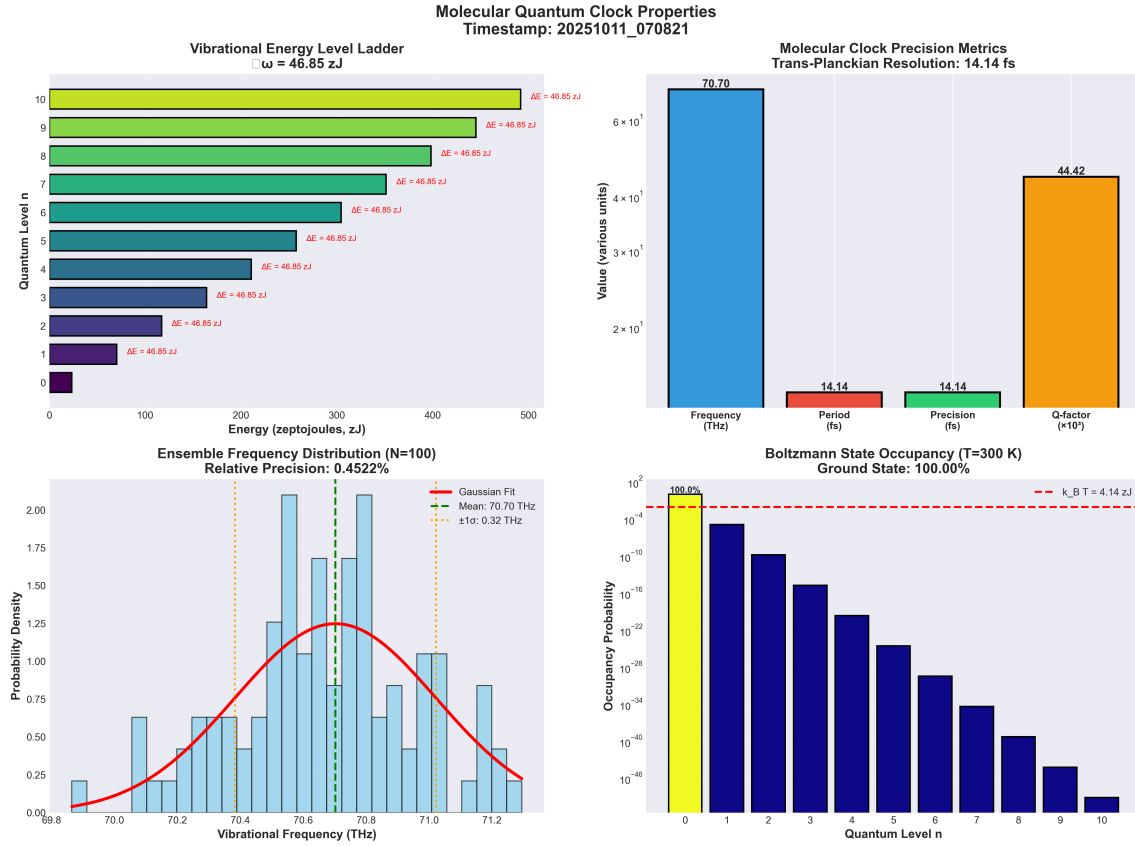 Molecular Quantum Clock Properties
Timestamp: 20251011_070821
Vibrational Energy Level Ladder
□ω = 46.85 zJ
Quantum Level n
10
9
8
7
6
5
4
3
2
1
0
ΔE = 46.85 zJ
ΔE = 46.85 zJ
ΔE = 46.85 zJ
ΔE = 46.85 zJ
ΔE = 46.85 zJ
ΔE = 46.85 zJ
ΔE = 46.85 zJ
ΔE = 46.85 zJ
ΔE = 46.85 zJ
ΔE = 46.85 zJ
0 100 200 300 400 500
Energy (zeptojoules, zJ)
Molecular Clock Precision Metrics
Trans-Planckian Resolution: 14.14 fs
Value (various units)
6 × 10¹
4 × 10¹
3 × 10¹
2 × 10¹
70.70
14.14
14.14
44.42
Frequency
(THz)
Period
(fs)
Precision
(fs)
Q-factor
(×10³)
Ensemble Frequency Distribution (N=100)
Relative Precision: 0.4522%
Probability Density
2.00
1.75
1.50
1.25
1.00
0.75
0.50
0.25
0.00
Gaussian Fit
Mean: 70.70 THz
±1σ: 0.32 THz
69.8 70.0 70.2 70.4 70.6 70.8 71.0 71.2
Vibrational Frequency (THz)
Boltzmann State Occupancy (T=300 K)
Ground State: 100.00%
Occupancy Probability
10²
10⁻⁴
10⁻¹⁰
10⁻¹⁶
10⁻²²
10⁻²⁸
10⁻³⁴
10⁻⁴⁰
10⁻⁴⁶
100.0%
k_B T = 4.14 zJ
0 1 2 3 4 5 6 7 8 9 10
Quantum Level n